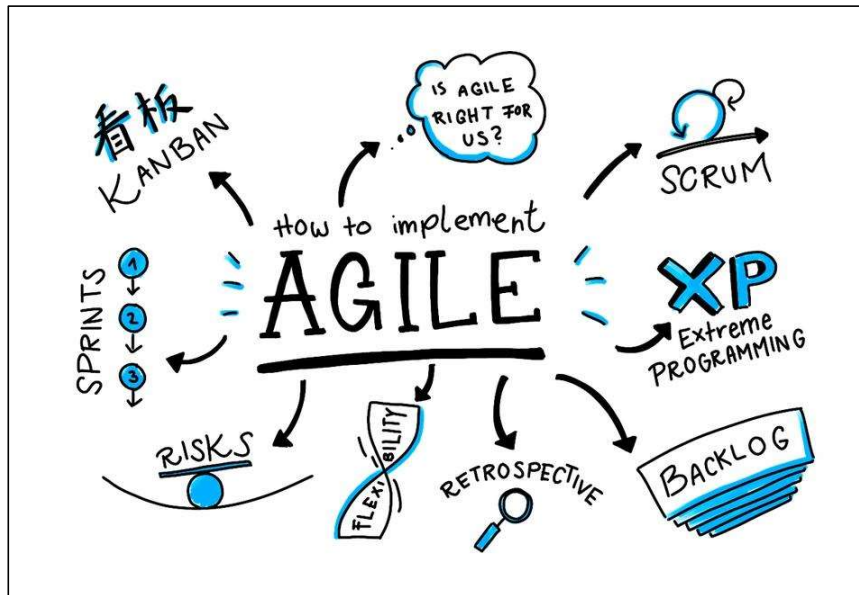 看板
KANBAN
IS AGILE
RIGHT FOR
US?
SCRUM
How to implement
AGILE
SPRINTS
1
2
3
XP
Extreme
PROGRAMMING
RISKS
FLEXIBILITY
RETROSPECTIVE
BACKLOG